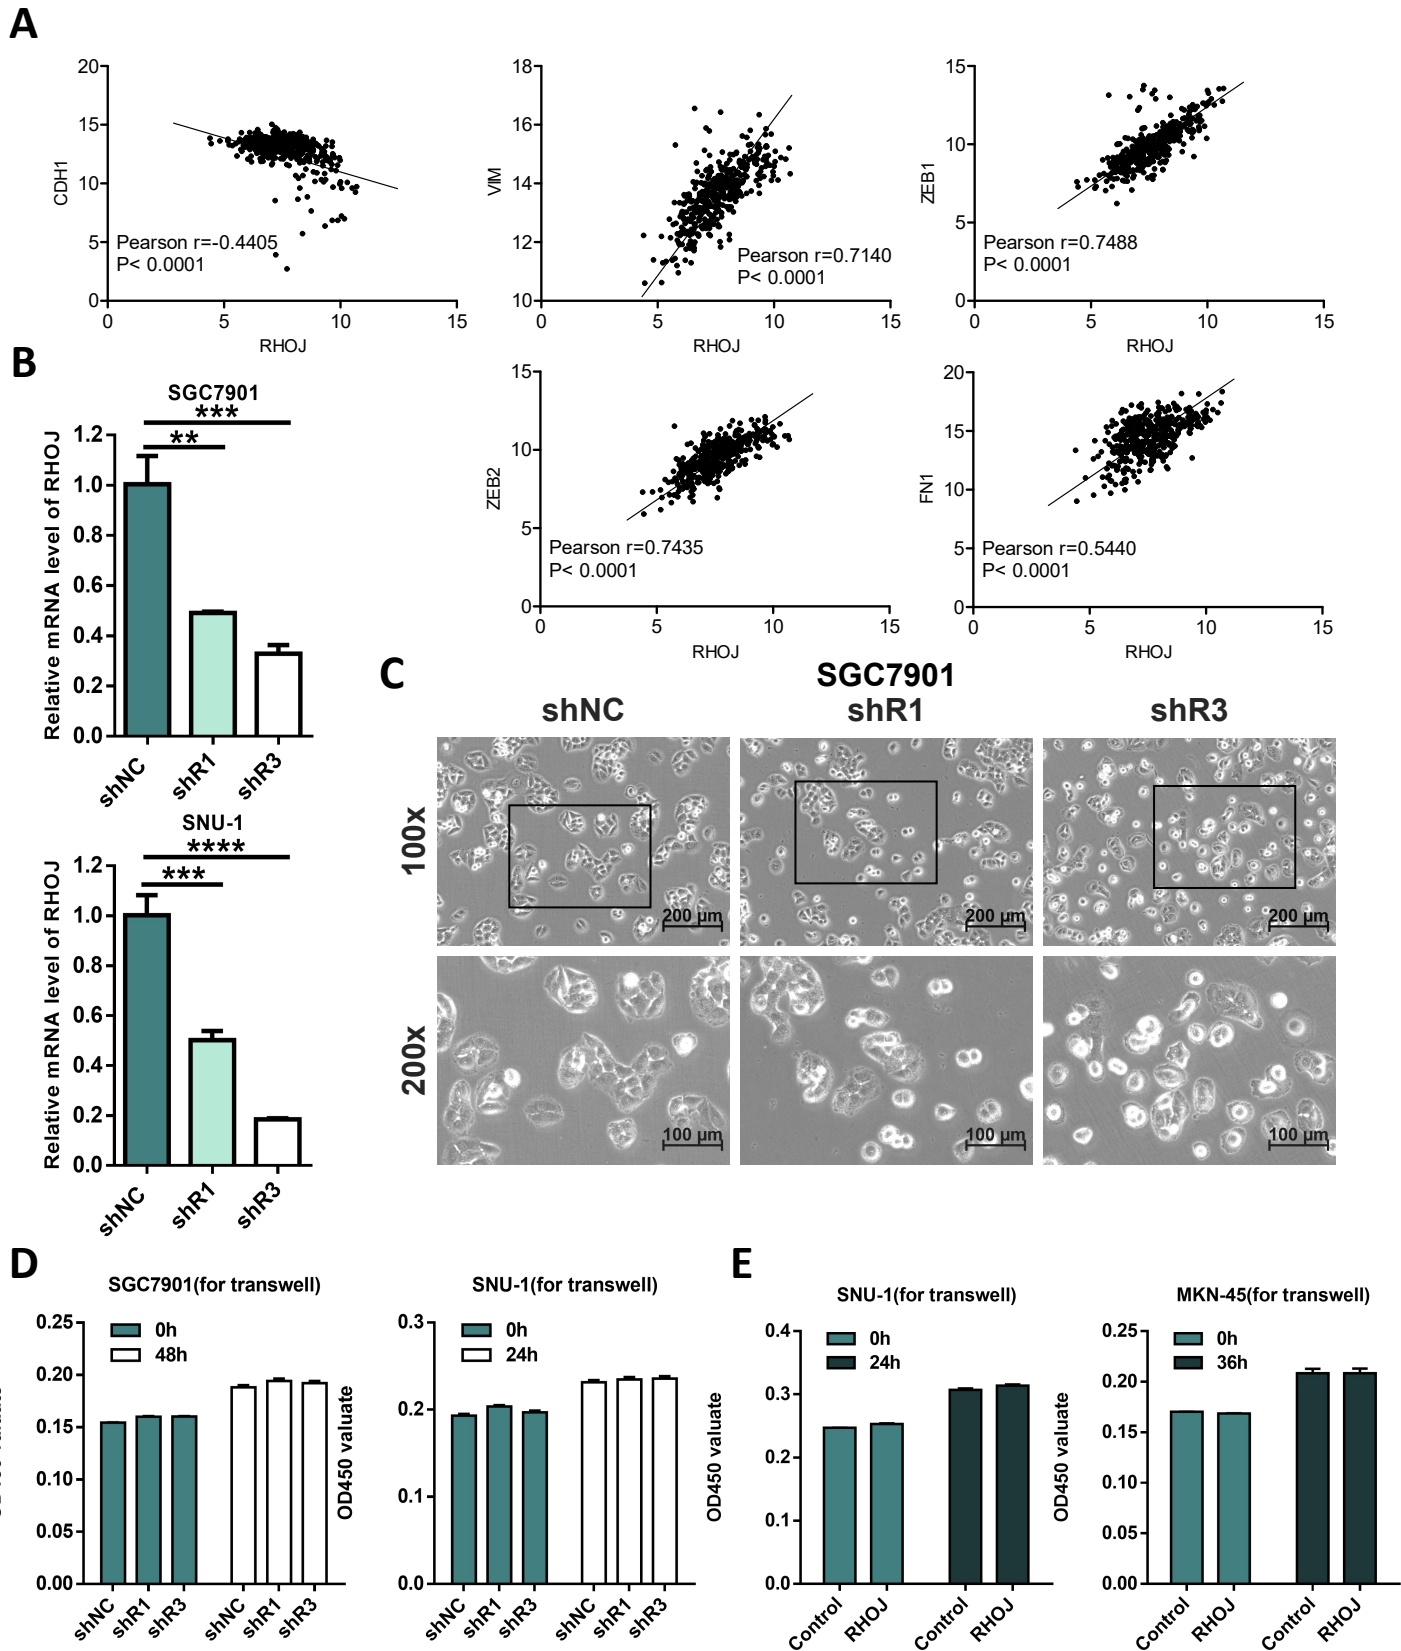 A
20
15
10
5
0
CDH1
Pearson r=-0.4405
P< 0.0001
0 5 10 15
RHOJ
18
16
14
12
10
VIM
Pearson r=0.7140
P< 0.0001
0 5 10 15
RHOJ
15
10
5
0
ZEB1
Pearson r=0.7488
P< 0.0001
0 5 10 15
RHOJ
15
10
5
0
ZEB2
Pearson r=0.7435
P< 0.0001
0 5 10 15
RHOJ
20
15
10
5
0
FN1
Pearson r=0.5440
P< 0.0001
0 5 10 15
RHOJ
B
SGC7901
***
**
Relative mRNA level of RHOJ
1.2
1.0
0.8
0.6
0.4
0.2
0.0
shNC shR1 shR3
SNU-1
****
***
Relative mRNA level of RHOJ
1.2
1.0
0.8
0.6
0.4
0.2
0.0
shNC shR1 shR3
C
SGC7901
shNC shR1 shR3
100x
200 µm 200 µm 200 µm
200x
100 µm 100 µm 100 µm
D
SGC7901(for transwell)
0.25
0.20
0.15
0.10
0.05
0.00
0h
48h
shNC shR1 shR3 shNC shR1 shR3
SNU-1(for transwell)
OD450 valuate
0.3
0.2
0.1
0.0
0h
24h
shNC shR1 shR3 shNC shR1 shR3
E
SNU-1(for transwell)
OD450 valuate
0.4
0.3
0.2
0.1
0.0
0h
24h
Control RHOJ Control RHOJ
MKN-45(for transwell)
OD450 valuate
0.25
0.20
0.15
0.10
0.05
0.00
0h
36h
Control RHOJ Control RHOJ